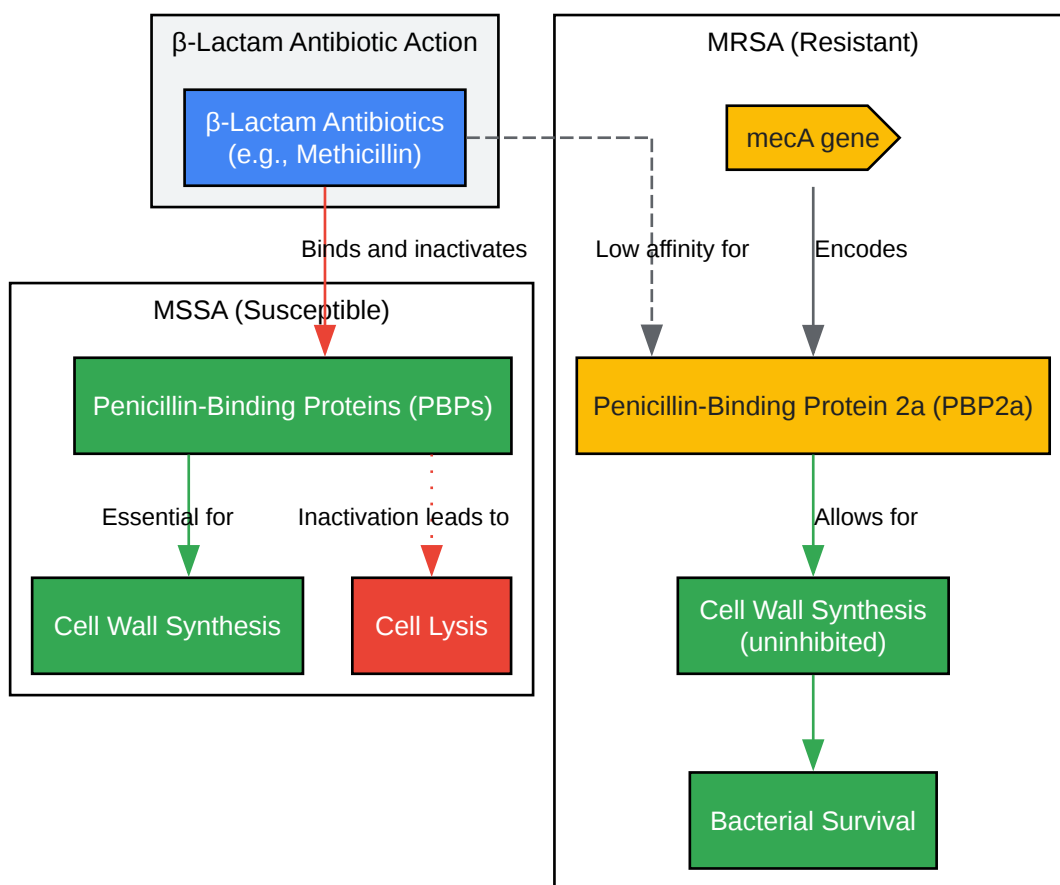 β-Lactam Antibiotic Action
β-Lactam Antibiotics
(e.g., Methicillin)
Binds and inactivates
MSSA (Susceptible)
Penicillin-Binding Proteins (PBPs)
Essential for
Inactivation leads to
Cell Wall Synthesis
Cell Lysis
MRSA (Resistant)
mecA gene
Low affinity for
Encodes
Penicillin-Binding Protein 2a (PBP2a)
Allows for
Cell Wall Synthesis
(uninhibited)
Bacterial Survival